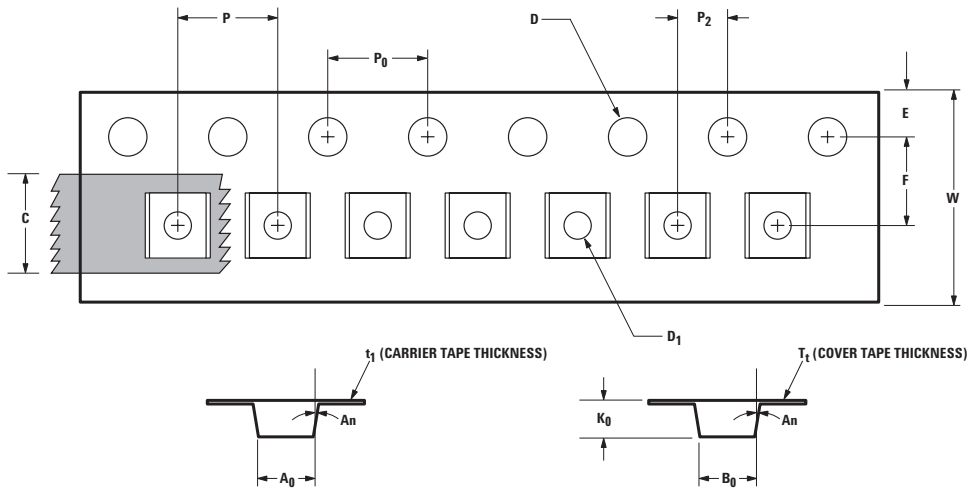 P
D
P2
P0
E
F
W
C
D1
t1 (CARRIER TAPE THICKNESS)
Tt (COVER TAPE THICKNESS)
An
K0
An
A0
B0